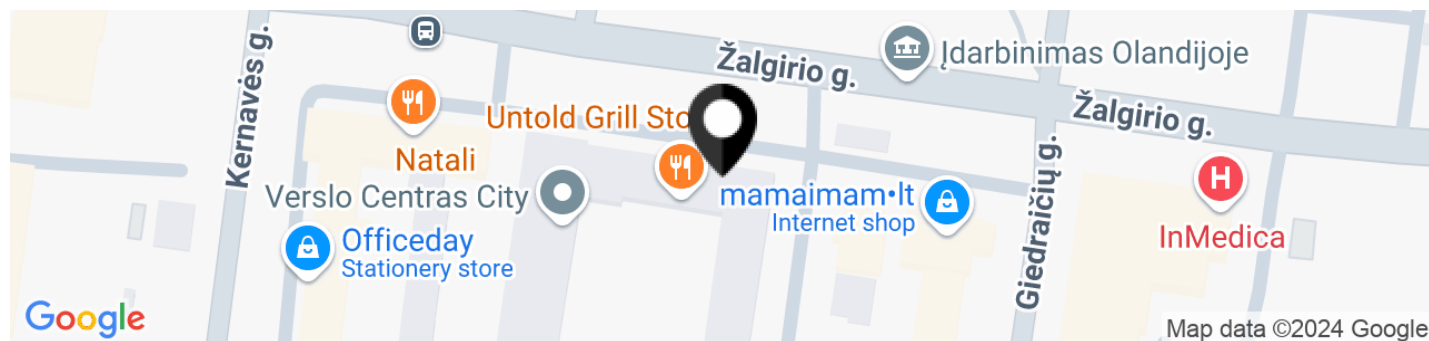 Kernavės g.
Žalgirio g.
Įdarbinimas Olandijoje
Žalgirio g.
Untold Grill Sto
Natali
Verslo Centras City
mamaimam•lt
Internet shop
Giedraičių g.
H
InMedica
Officeday
Stationery store
Google
Map data ©2024 Google